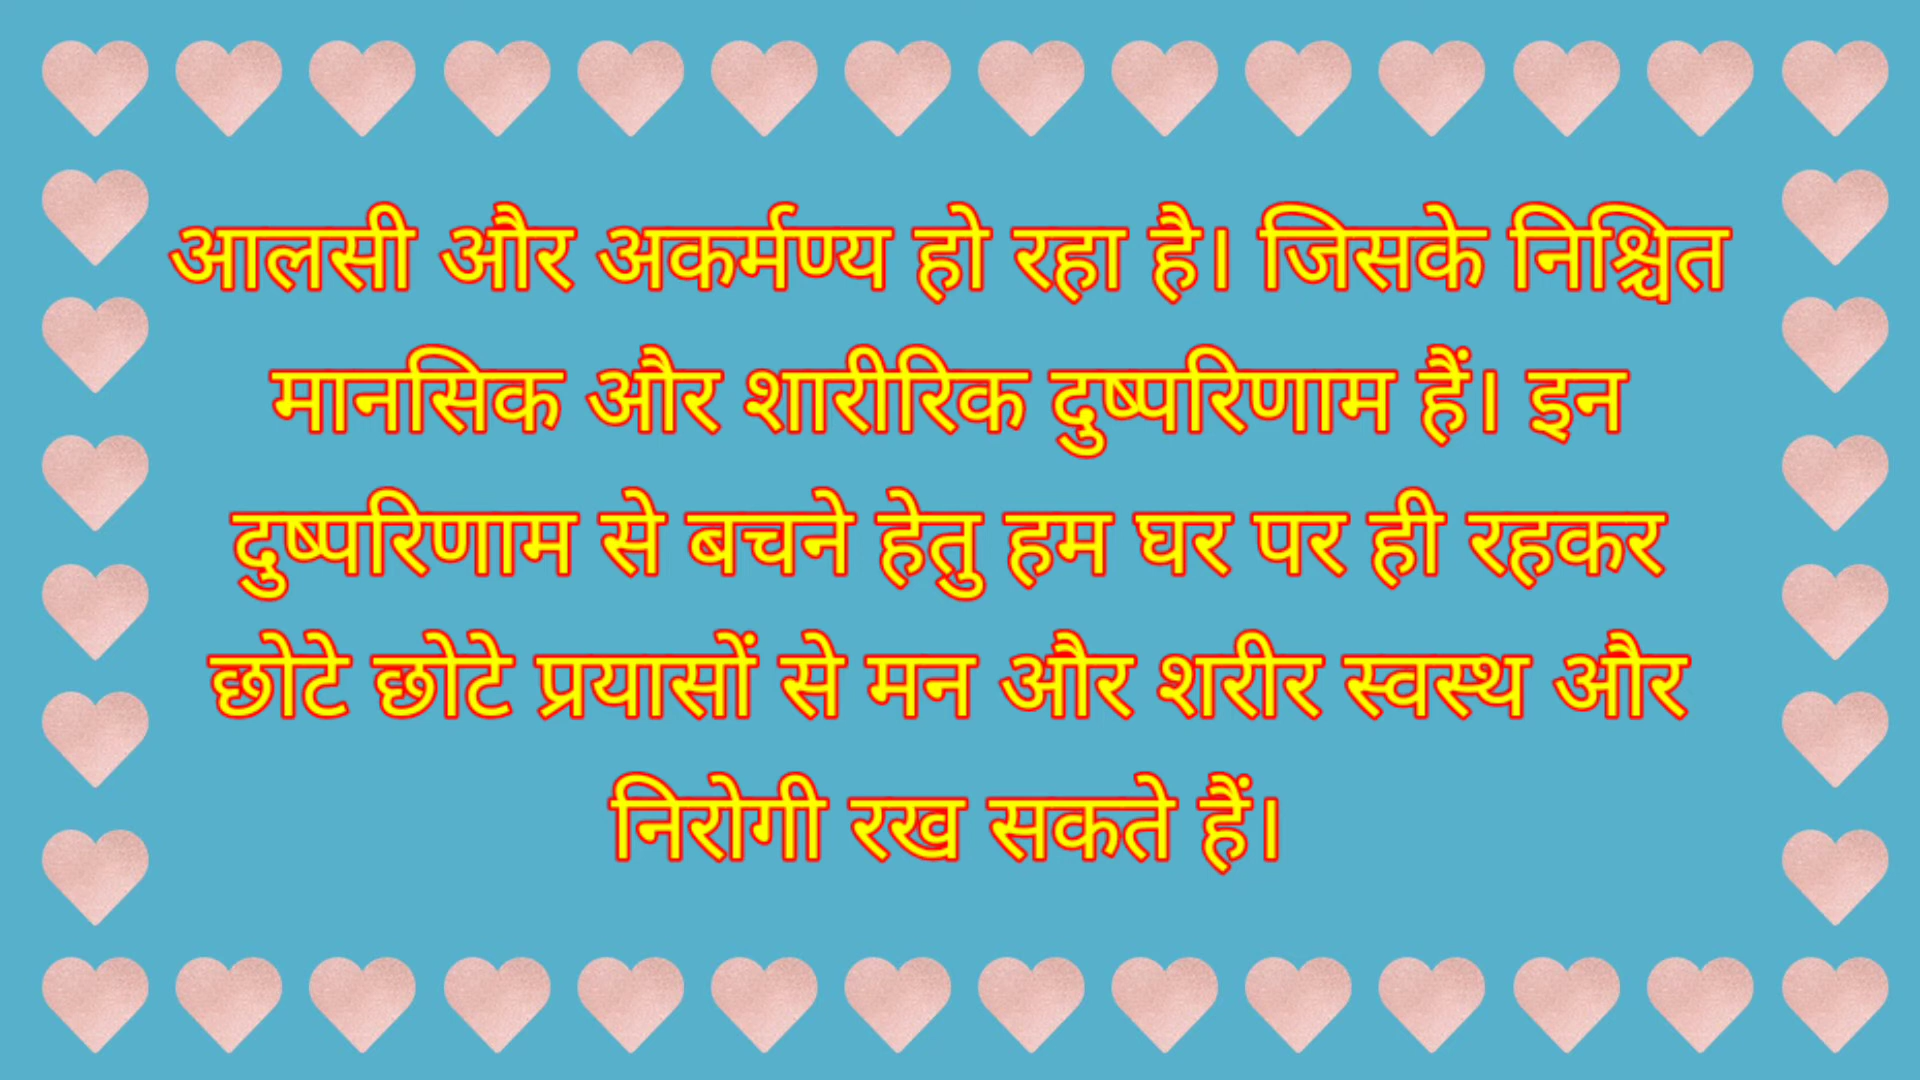 आलसी और अकर्मण्य हो रहा है। जिसके निश्चित
मानसिक और शारीरिक दुष्परिणाम हैं। इन
दुष्परिणाम से बचने हेतु हम घर पर ही रहकर
छोटे छोटे प्रयासों से मन और शरीर स्वस्थ और
निरोगी रख सकते हैं।